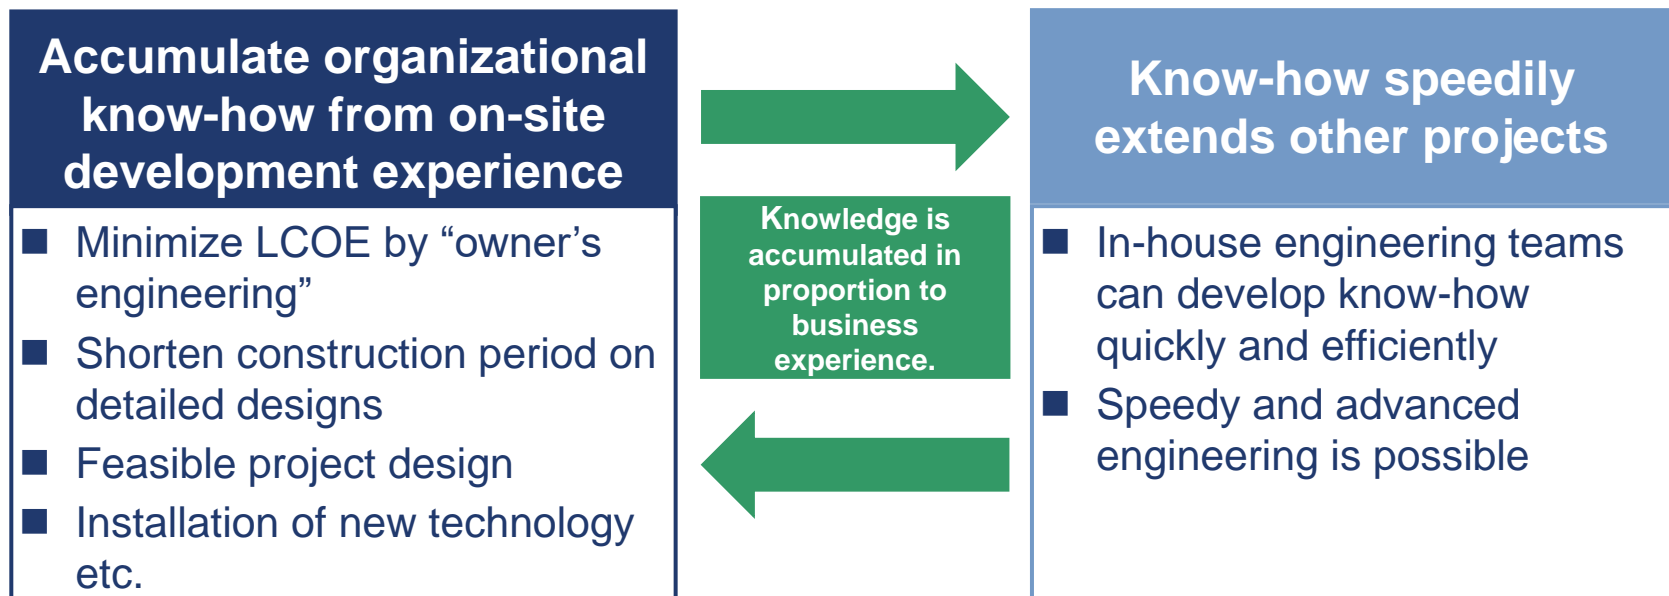 Accumulate organizational
know-how from on-site
development experience
■ Minimize LCOE by “owner’s
engineering”
■ Shorten construction period on
detailed designs
■ Feasible project design
■ Installation of new technology
etc.
Knowledge is
accumulated in
proportion to
business
experience.
Know-how speedily
extends other projects
■ In-house engineering teams
can develop know-how
quickly and efficiently
■ Speedy and advanced
engineering is possible